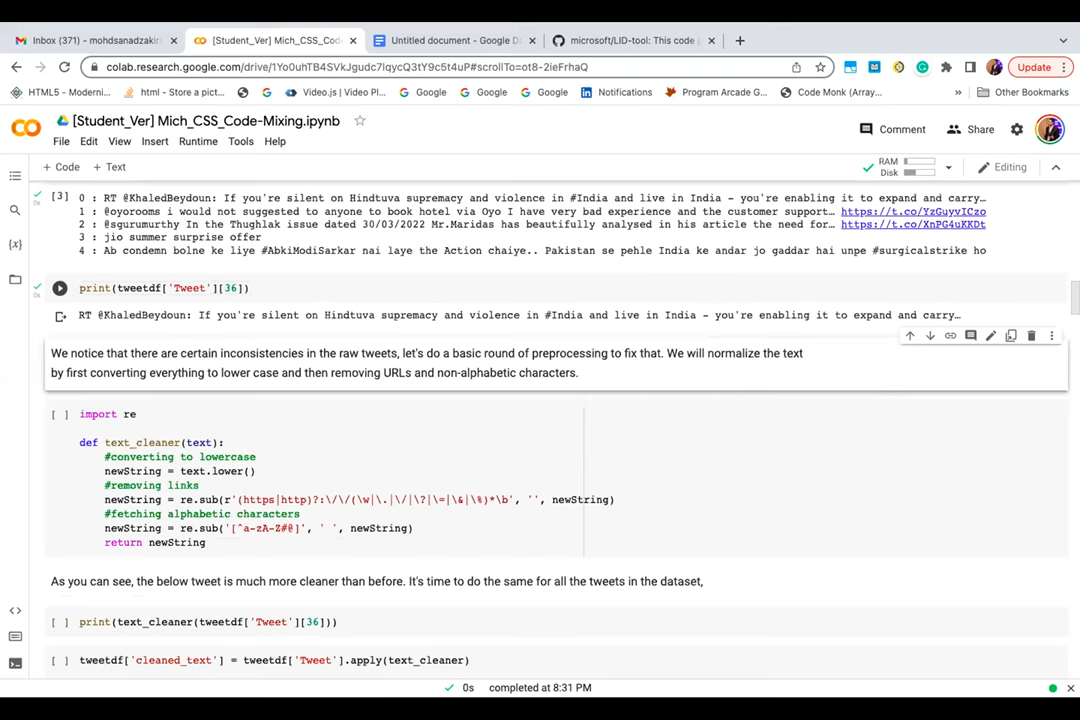 Inbox (371) - mohdsanadzakiri
[Student_Ver] Mich_CSS_Code
Untitled document - Google D
microsoft/LID-tool: This code
colab.research.google.com/drive/1Yo0uhTB4SVkJgudc7lqycQ3tY9c5t4uP#scrollTo=ot8-2ieFrhaQ
Update
HTML5 - Moderni...
html - Store a pict...
Video.js | Video Pl...
Google
Google
Google
Notifications
Program Arcade G...
Code Monk (Array...
»
Other Bookmarks
CO
[Student_Ver] Mich_CSS_Code-Mixing.ipynb
Comment
Share
File Edit View Insert Runtime Tools Help
+ Code + Text
RAM
Disk
Editing
[3] 0 : RT @KhaledBeydoun: If you're silent on Hindtuva supremacy and violence in #India and live in India - you're enabling it to expand and carry…
1 : @oyorooms i would not suggested to anyone to book hotel via Oyo I have very bad experience and the customer support… https://t.co/YzGuyvICzo
2 : @sgurumurthy In the Thughlak issue dated 30/03/2022 Mr.Maridas has beautifully analysed in his article the need for… https://t.co/XnPG4uKKDt
3 : jio summer surprise offer
4 : Ab condemn bolne ke liye #AbkiModiSarkar nai laye the Action chaiye.. Pakistan se pehle India ke andar jo gaddar hai unpe #surgicalstrike ho
0s
print(tweetdf['Tweet'][36])
0s
RT @KhaledBeydoun: If you're silent on Hindtuva supremacy and violence in #India and live in India - you're enabling it to expand and carry…
We notice that there are certain inconsistencies in the raw tweets, let's do a basic round of preprocessing to fix that. We will normalize the text
by first converting everything to lower case and then removing URLs and non-alphabetic characters.
[ ] import re
def text_cleaner(text):
#converting to lowercase
newString = text.lower()
#removing links
newString = re.sub(r'(https|http)?:\/\/(\w|\.|\/|\?|\=|\&|\%)*\b', '', newString)
#fetching alphabetic characters
newString = re.sub('[^a-zA-Z#@]', ' ', newString)
return newString
As you can see, the below tweet is much more cleaner than before. It's time to do the same for all the tweets in the dataset,
[ ] print(text_cleaner(tweetdf['Tweet'][36]))
[ ] tweetdf['cleaned_text'] = tweetdf['Tweet'].apply(text_cleaner)
0s completed at 8:31 PM